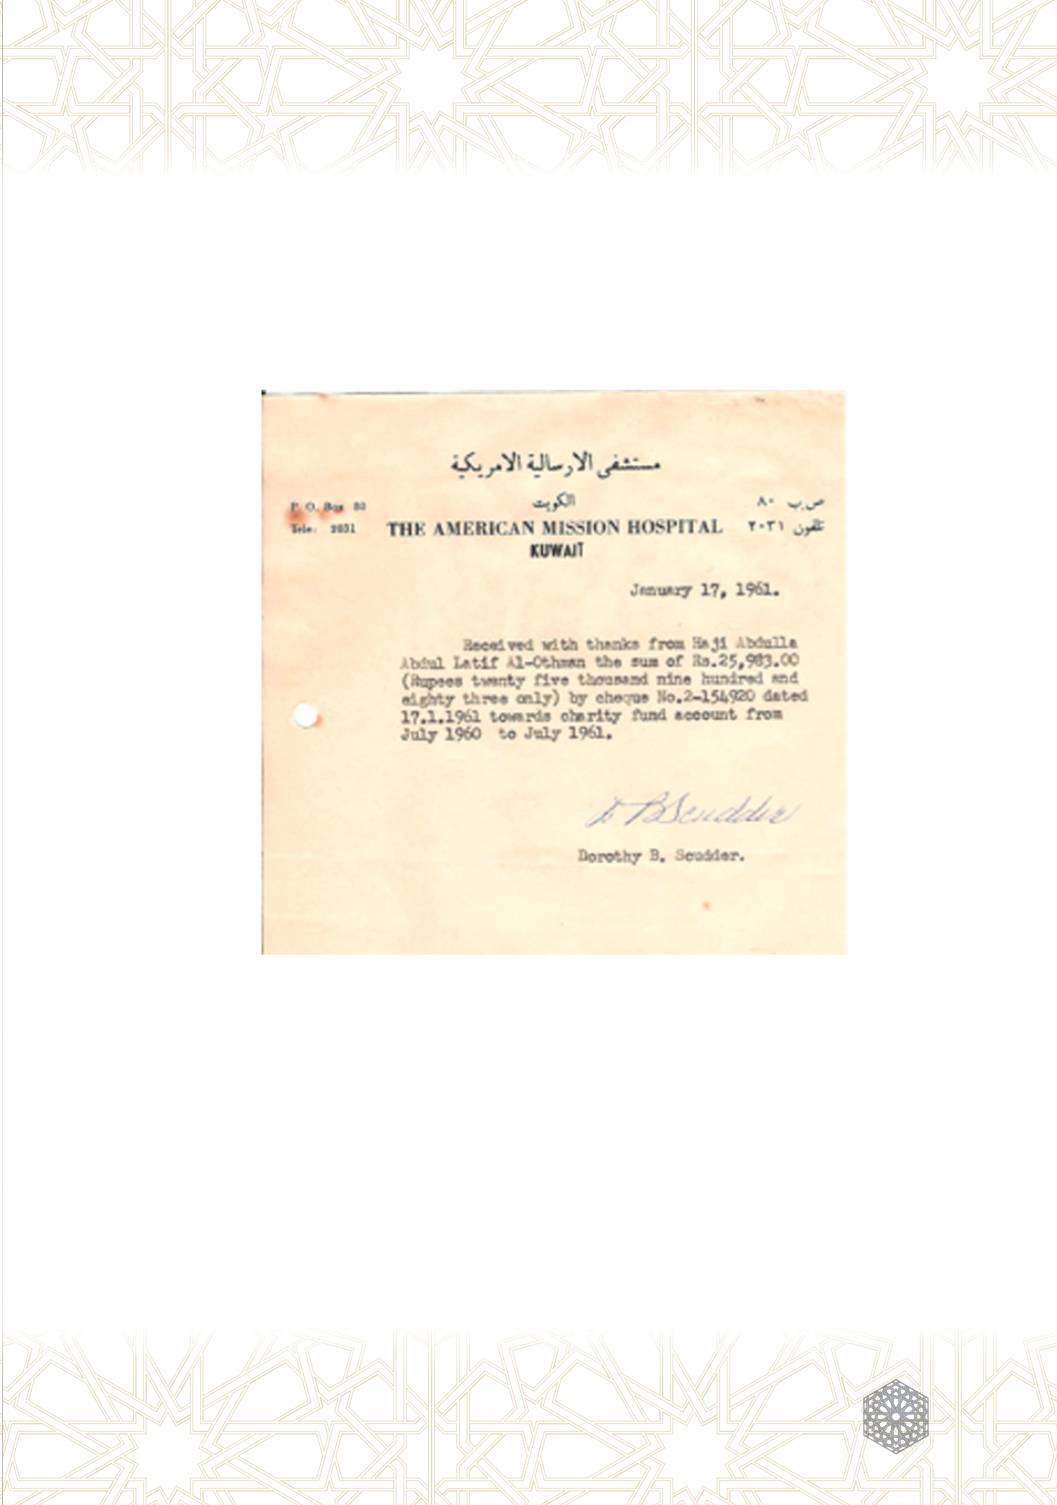 مستشفى الارسالية الامريكية
الكويت
P. O. Box 80
Tele: 2031
THE AMERICAN MISSION HOSPITAL
KUWAIT
ص.ب ٨٠
تلفون ٢٠٣١
January 17, 1961.
Received with thanks from Haji Abdulla
Abdul Latif Al-Othman the sum of Rs.25,983.00
(Rupees twenty five thousand nine hundred and
eighty three only) by cheque No.2-154920 dated
17.1.1961 towards charity fund account from
July 1960 to July 1961.
D B Scudder
Dorothy B. Scudder.